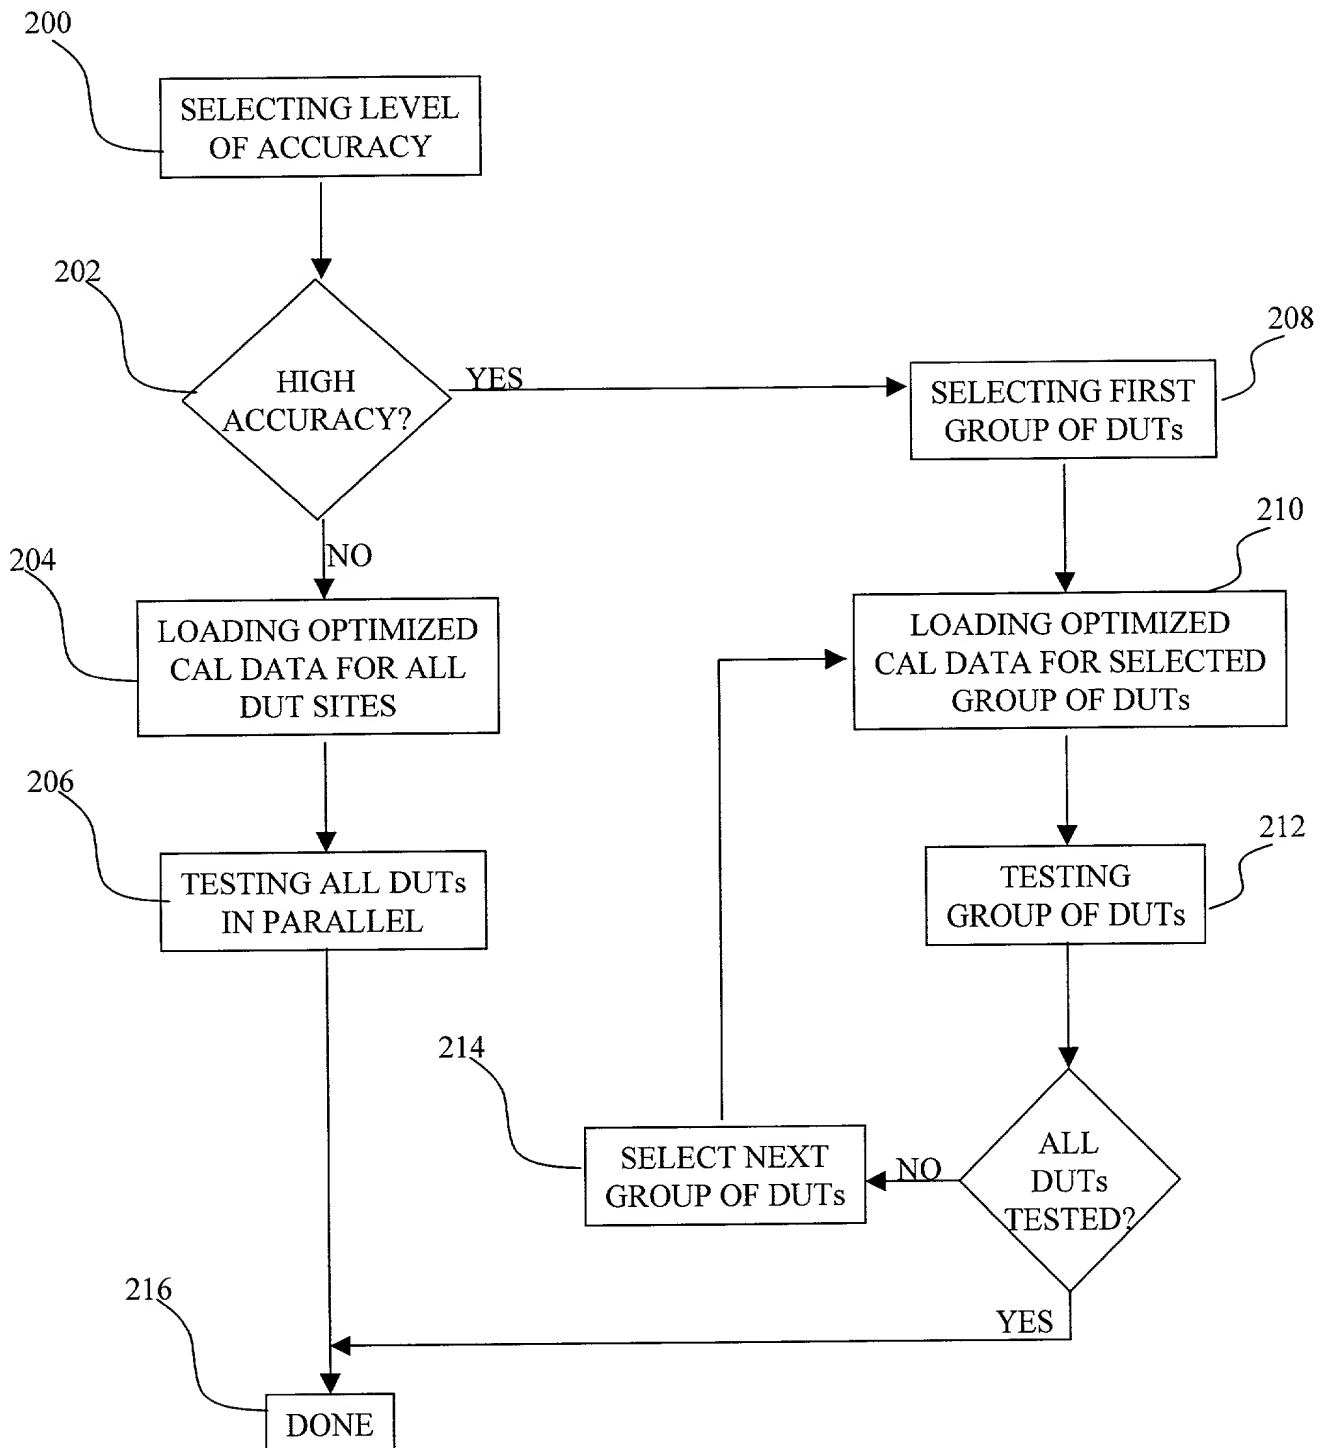 200
SELECTING LEVEL
OF ACCURACY
202
HIGH
ACCURACY?
YES
208
SELECTING FIRST
GROUP OF DUTs
NO
204
LOADING OPTIMIZED
CAL DATA FOR ALL
DUT SITES
210
LOADING OPTIMIZED
CAL DATA FOR SELECTED
GROUP OF DUTs
206
TESTING ALL DUTs
IN PARALLEL
212
TESTING
GROUP OF DUTs
214
SELECT NEXT
GROUP OF DUTs
NO
ALL
DUTs
TESTED?
YES
216
DONE